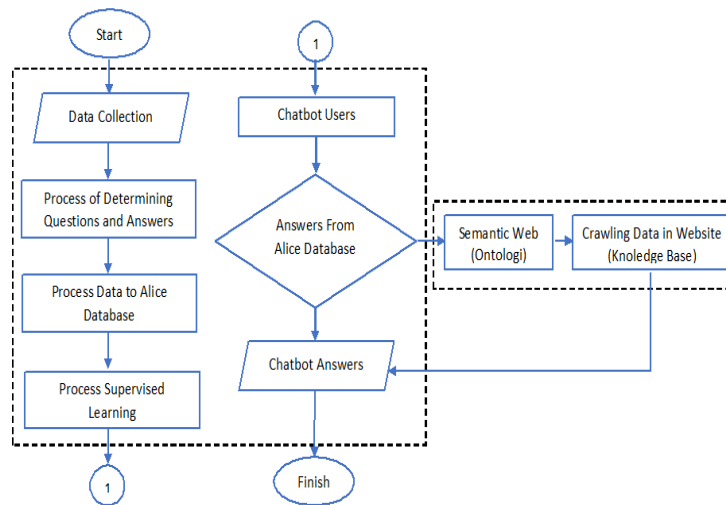 Start
Data Collection
Process of Determining
Questions and Answers
Process Data to Alice
Database
Process Supervised
Learning
1
1
Chatbot Users
Answers From
Alice Database
Chatbot Answers
Finish
Semantic Web
(Ontologi)
Crawling Data in Website
(Knoledge Base)